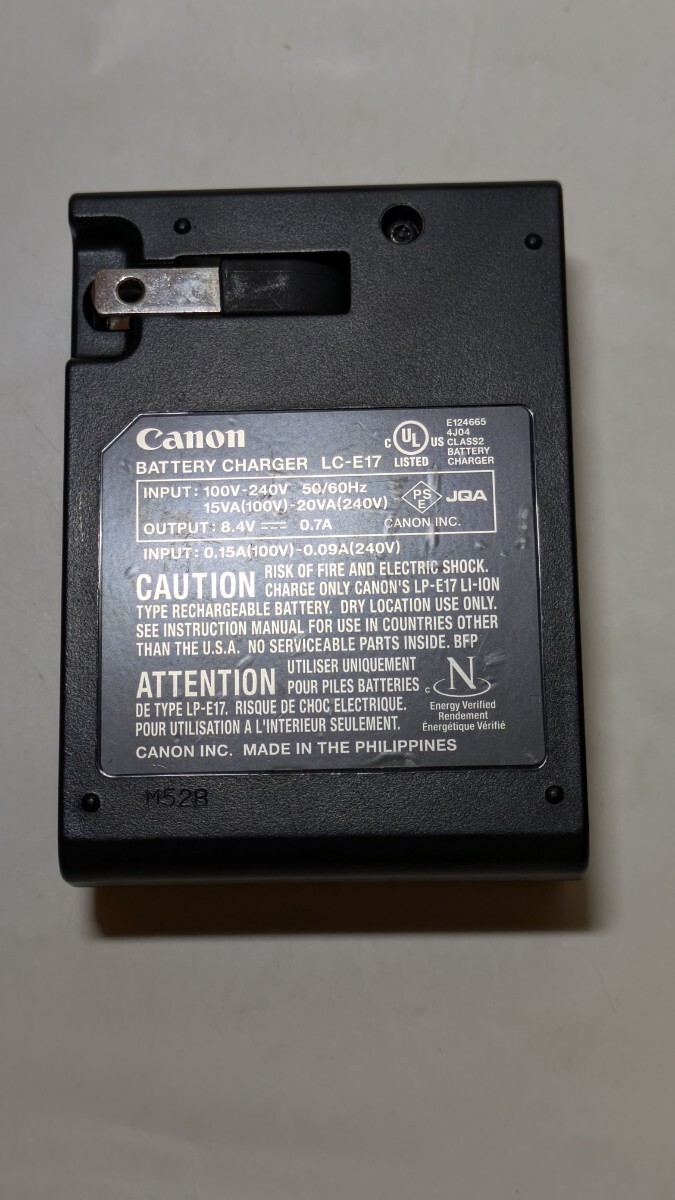 Canon
BATTERY CHARGER LC-E17
c UL US
LISTED
E124665
4J04
CLASS2
BATTERY
CHARGER
INPUT: 100V-240V 50/60Hz
15VA(100V)-20VA(240V)
OUTPUT: 8.4V ⎓ 0.7A
PS
E
JQA
CANON INC.
INPUT: 0.15A(100V)-0.09A(240V)
CAUTION RISK OF FIRE AND ELECTRIC SHOCK.
CHARGE ONLY CANON'S LP-E17 LI-ION
TYPE RECHARGEABLE BATTERY. DRY LOCATION USE ONLY.
SEE INSTRUCTION MANUAL FOR USE IN COUNTRIES OTHER
THAN THE U.S.A. NO SERVICEABLE PARTS INSIDE. BFP
ATTENTION UTILISER UNIQUEMENT
POUR PILES BATTERIES
DE TYPE LP-E17. RISQUE DE CHOC ELECTRIQUE.
POUR UTILISATION A L'INTERIEUR SEULEMENT.
c N
Energy Verified
Rendement
Énergétique Vérifié
CANON INC. MADE IN THE PHILIPPINES
M52B